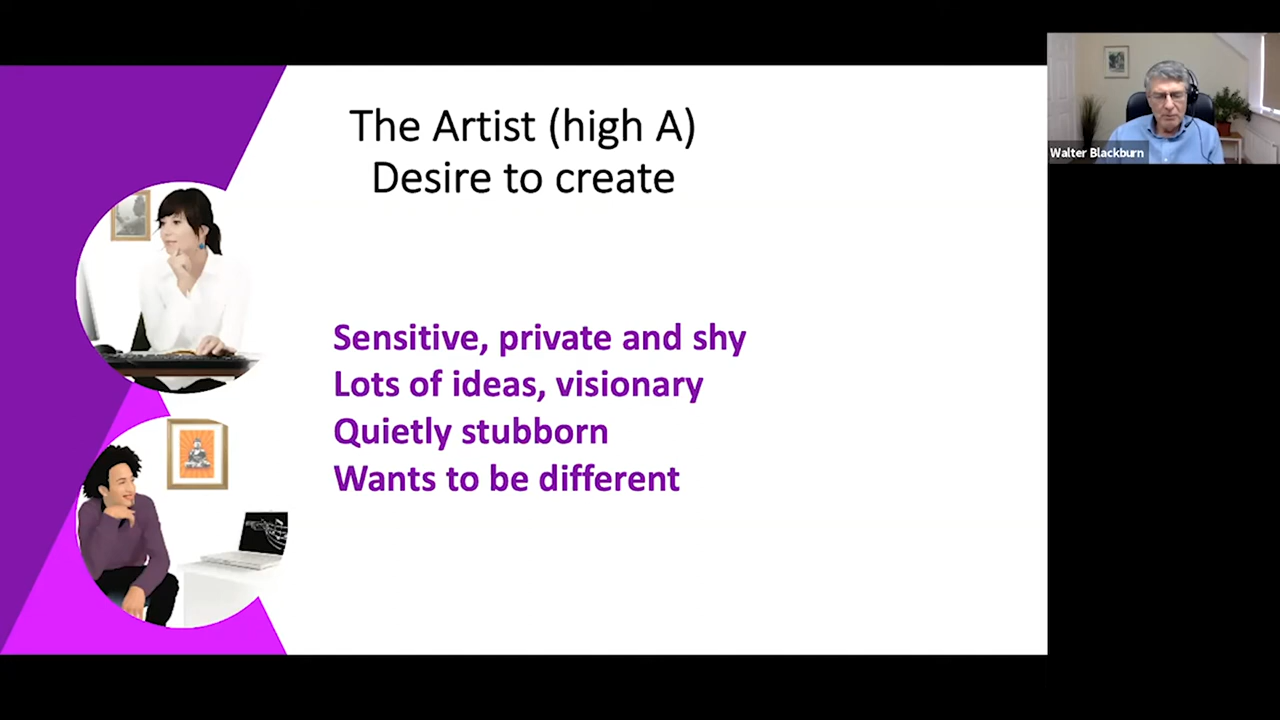 The Artist (high A)
Desire to create
Sensitive, private and shy
Lots of ideas, visionary
Quietly stubborn
Wants to be different
Walter Blackburn